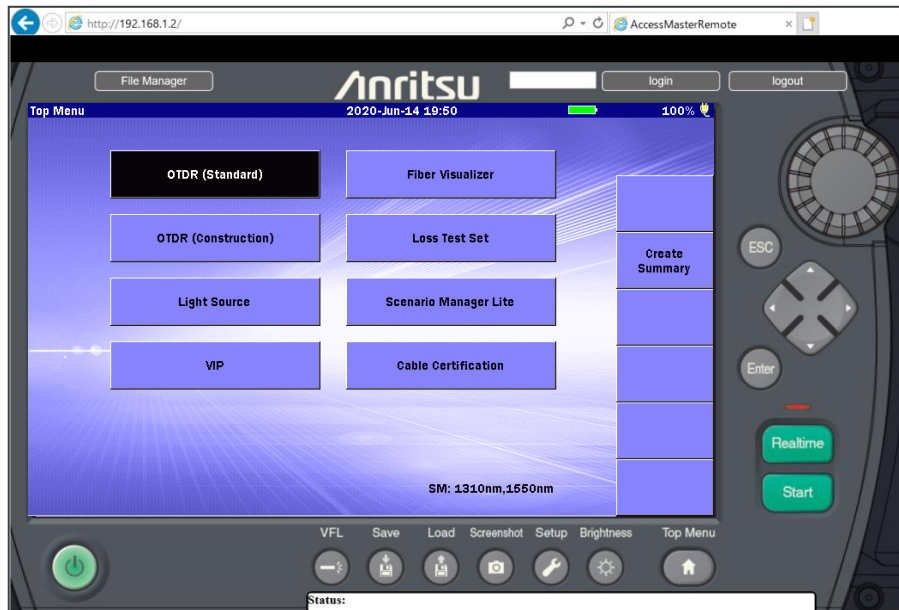 http://192.168.1.2/
AccessMasterRemote
File Manager
Anritsu
login
logout
Top Menu
2020-Jun-14 19:50
100%
OTDR (Standard)
Fiber Visualizer
OTDR (Construction)
Loss Test Set
Create
Summary
ESC
Light Source
Scenario Manager Lite
VIP
Cable Certification
Enter
Realtime
Start
SM: 1310nm,1550nm
VFL
Save
Load
Screenshot
Setup
Brightness
Top Menu
Status: